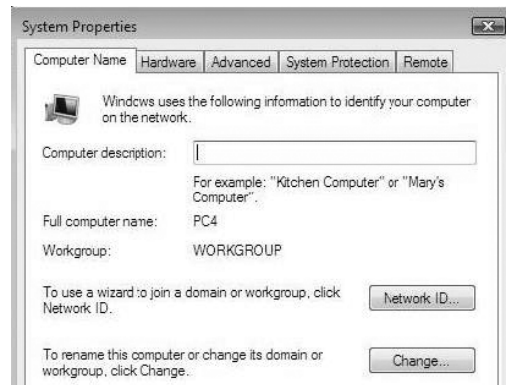 System Properties
Computer Name Hardware Advanced System Protection Remote
Windows uses the following information to identify your computer
on the network.
Computer description:
For example: "Kitchen Computer" or "Mary's
Computer".
Full computer name: PC4
Workgroup: WORKGROUP
To use a wizard to join a domain or workgroup, click
Network ID.
Network ID...
To rename this computer or change its domain or
workgroup, click Change.
Change...